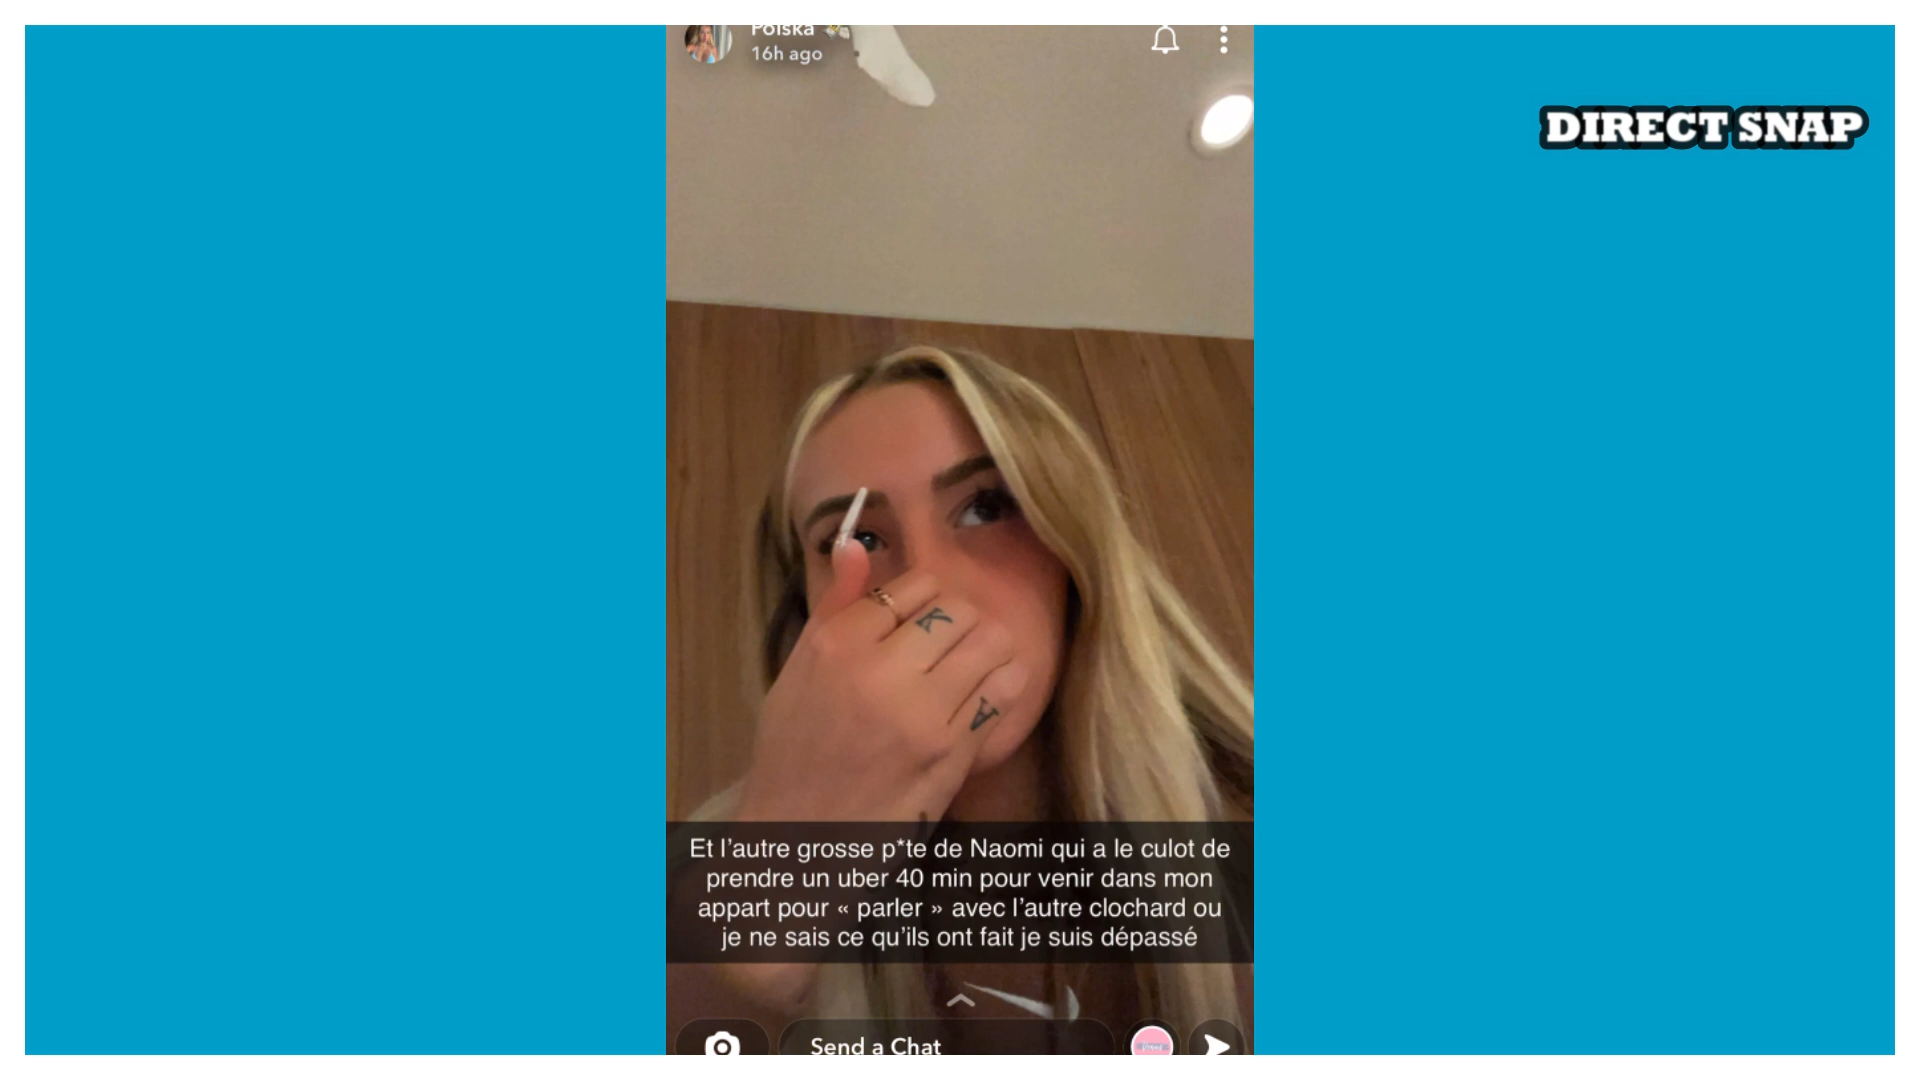 Polska
16h ago
DIRECT SNAP
K
A
Et l'autre grosse p*te de Naomi qui a le culot de
prendre un uber 40 min pour venir dans mon
appart pour « parler » avec l'autre clochard ou
je ne sais ce qu'ils ont fait je suis dépassé
Send a Chat